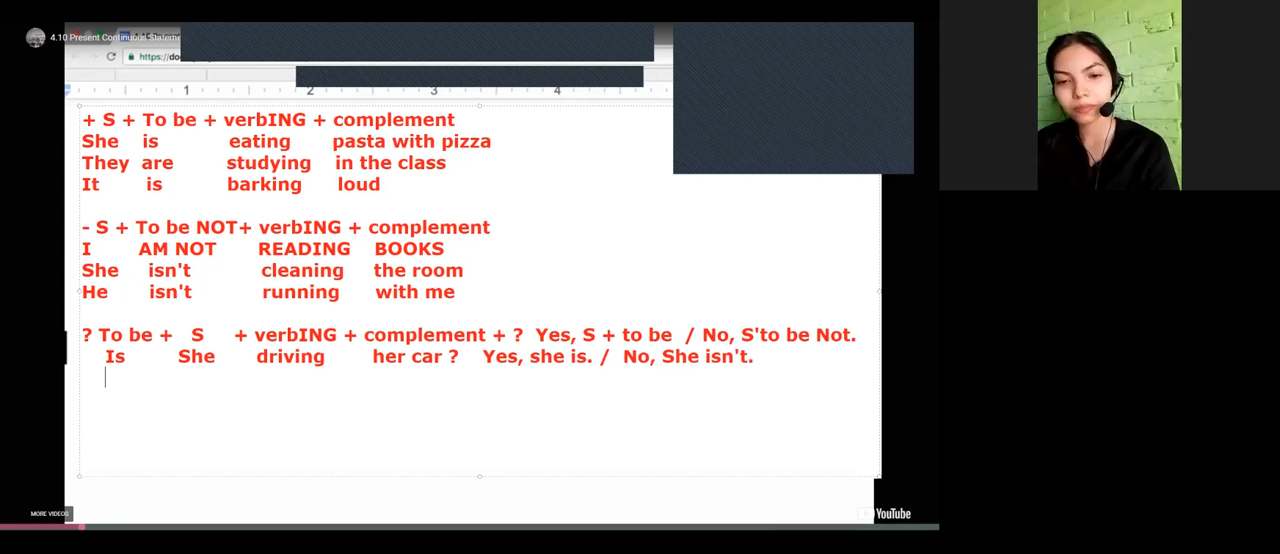 4.10 Present Continuous Stateme
https://do
1 2 3 4
+ S + To be + verbING + complement
She is eating pasta with pizza
They are studying in the class
It is barking loud
- S + To be NOT+ verbING + complement
I AM NOT READING BOOKS
She isn't cleaning the room
He isn't running with me
? To be + S + verbING + complement + ? Yes, S + to be / No, S'to be Not.
Is She driving her car ? Yes, she is. / No, She isn't.
MORE VIDEOS
YouTube